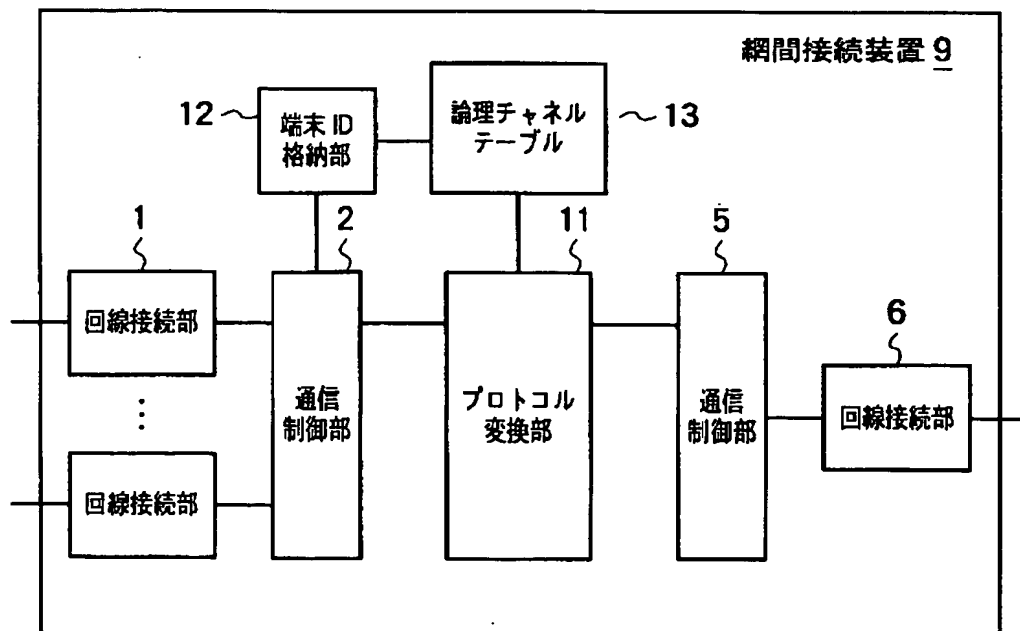 網間接続装置 9
12
端末 ID
格納部
論理チャネル
テーブル
13
1
回線接続部
⋮
回線接続部
2
通信
制御部
11
プロトコル
変換部
5
通信
制御部
6
回線接続部